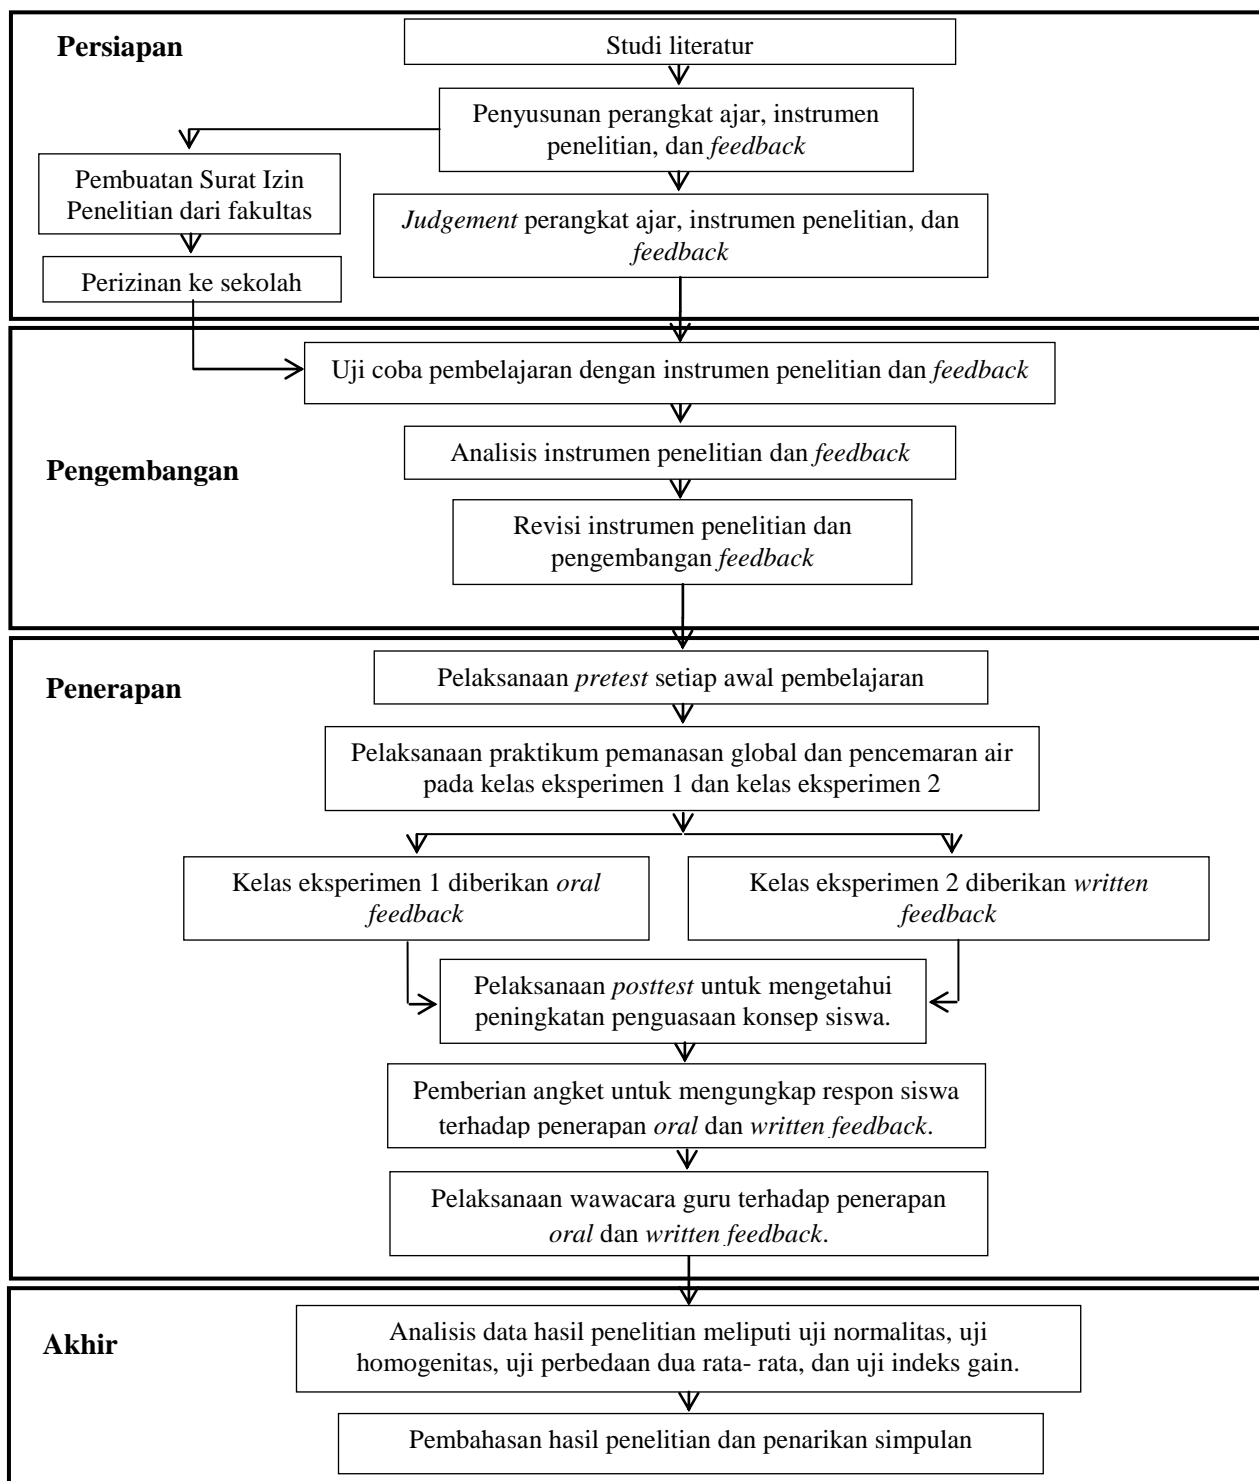 Persiapan
Studi literatur
Penyusunan perangkat ajar, instrumen
penelitian, dan feedback
Pembuatan Surat Izin
Penelitian dari fakultas
Judgement perangkat ajar, instrumen penelitian, dan
feedback
Perizinan ke sekolah
Uji coba pembelajaran dengan instrumen penelitian dan feedback
Pengembangan
Analisis instrumen penelitian dan feedback
Revisi instrumen penelitian dan
pengembangan feedback
Penerapan
Pelaksanaan pretest setiap awal pembelajaran
Pelaksanaan praktikum pemanasan global dan pencemaran air
pada kelas eksperimen 1 dan kelas eksperimen 2
Kelas eksperimen 1 diberikan oral
feedback
Kelas eksperimen 2 diberikan written
feedback
Pelaksanaan posttest untuk mengetahui
peningkatan penguasaan konsep siswa.
Pemberian angket untuk mengungkap respon siswa
terhadap penerapan oral dan written feedback.
Pelaksanaan wawacara guru terhadap penerapan
oral dan written feedback.
Akhir
Analisis data hasil penelitian meliputi uji normalitas, uji
homogenitas, uji perbedaan dua rata- rata, dan uji indeks gain.
Pembahasan hasil penelitian dan penarikan simpulan